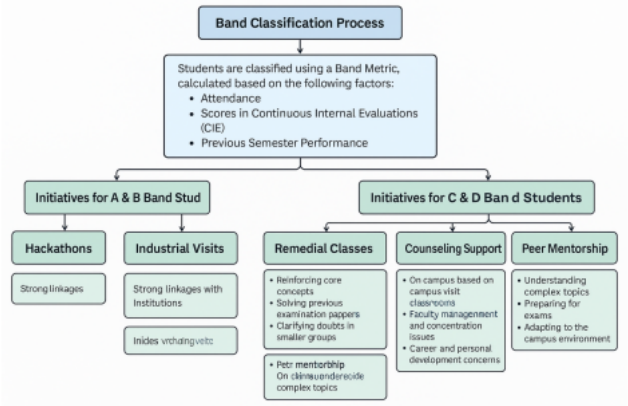 Band Classification Process
Students are classified using a Band Metric,
calculated based on the following factors:
• Attendance
• Scores in Continuous Internal Evaluations
(CIE)
• Previous Semester Performance
Initiatives for A & B Band Stud
Initiatives for C & D Ban d Students
Hackathons
Industrial Visits
Remedial Classes
Counseling Support
Peer Mentorship
Strong linkages
Strong linkages with
Institutions
• Reinforcing core
concepts
• Solving previous
examination pappers
• Clarifying doubts in
smaller groups
• Petr mentorbhip
On
complex topics
• On campus based on
campus visit
classrooms
• Faculty management
and concentration
issues
• Career and personal
development concerns
• Understanding
complex topics
• Preparing for
exams
• Adapting to the
campus environment